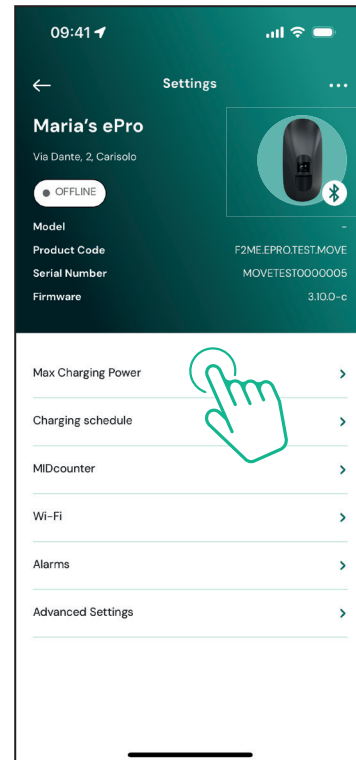 09:41
Settings
Maria's ePro
Via Dante, 2, Carisolo
OFFLINE
Model –
Product Code F2ME.EPRO.TEST.MOVE
Serial Number MOVETEST0000005
Firmware 3.10.0-c
Max Charging Power
Charging schedule
MIDcounter
Wi-Fi
Alarms
Advanced Settings